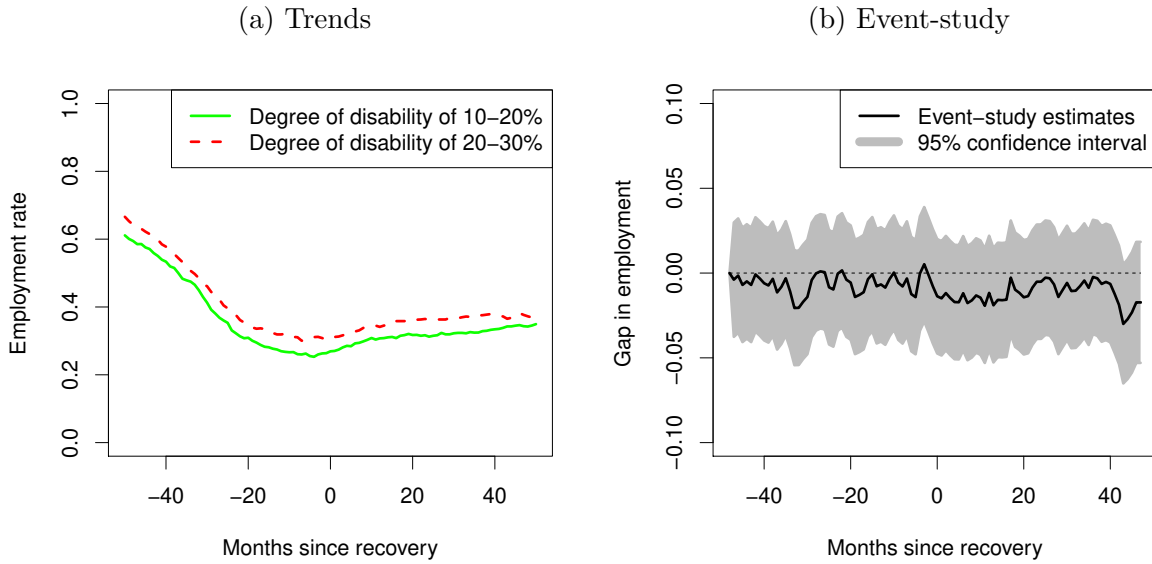 (a) Trends
Employment rate
1.0
0.8
0.6
0.4
0.2
0.0
Degree of disability of 10−20%
Degree of disability of 20−30%
−40 −20 0 20 40
Months since recovery
(b) Event-study
Gap in employment
0.10
0.05
0.00
−0.05
−0.10
Event−study estimates
95% confidence interval
−40 −20 0 20 40
Months since recovery